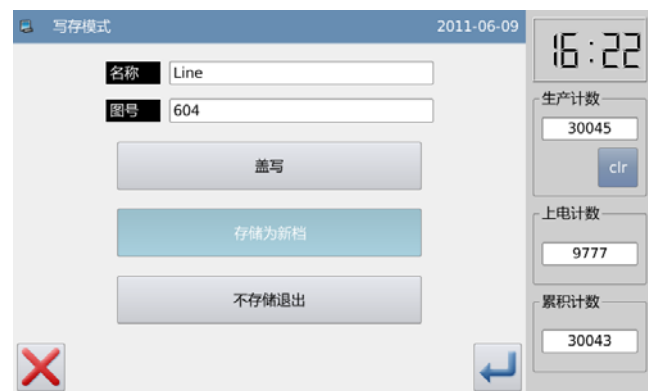 写存模式 2011-06-09
名称 Line
图号 604
盖写
存储为新档
不存储退出
16:22
生产计数
30045
clr
上电计数
9777
累积计数
30043